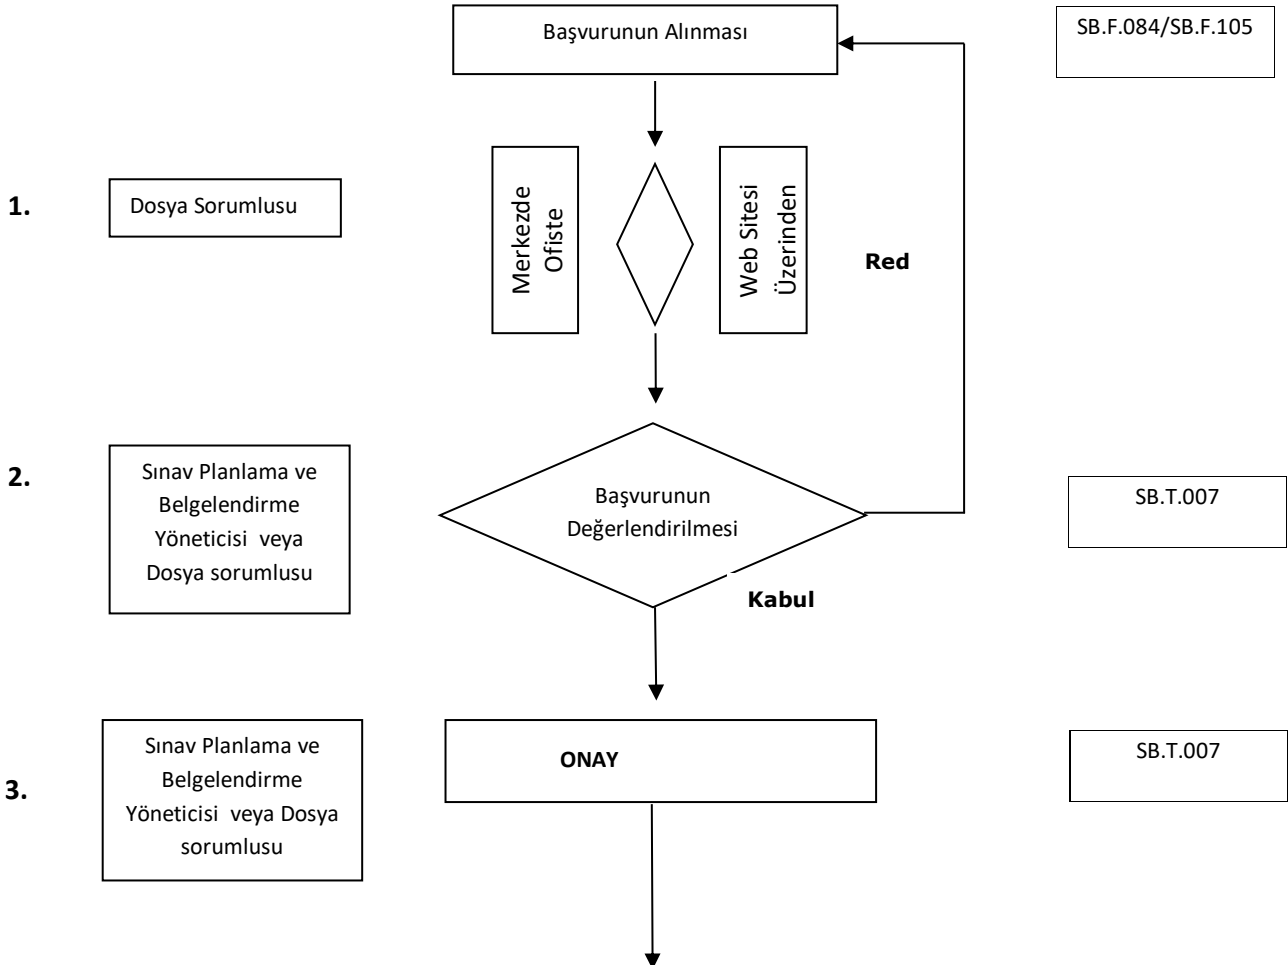 Başvurunun Alınması
SB.F.084/SB.F.105
1.
Dosya Sorumlusu
Merkezde
Ofiste
Web Sitesi
Üzerinden
Red
2.
Sınav Planlama ve
Belgelendirme
Yöneticisi veya
Dosya sorumlusu
Başvurunun
Değerlendirilmesi
SB.T.007
Kabul
3.
Sınav Planlama ve
Belgelendirme
Yöneticisi veya Dosya
sorumlusu
ONAY
SB.T.007